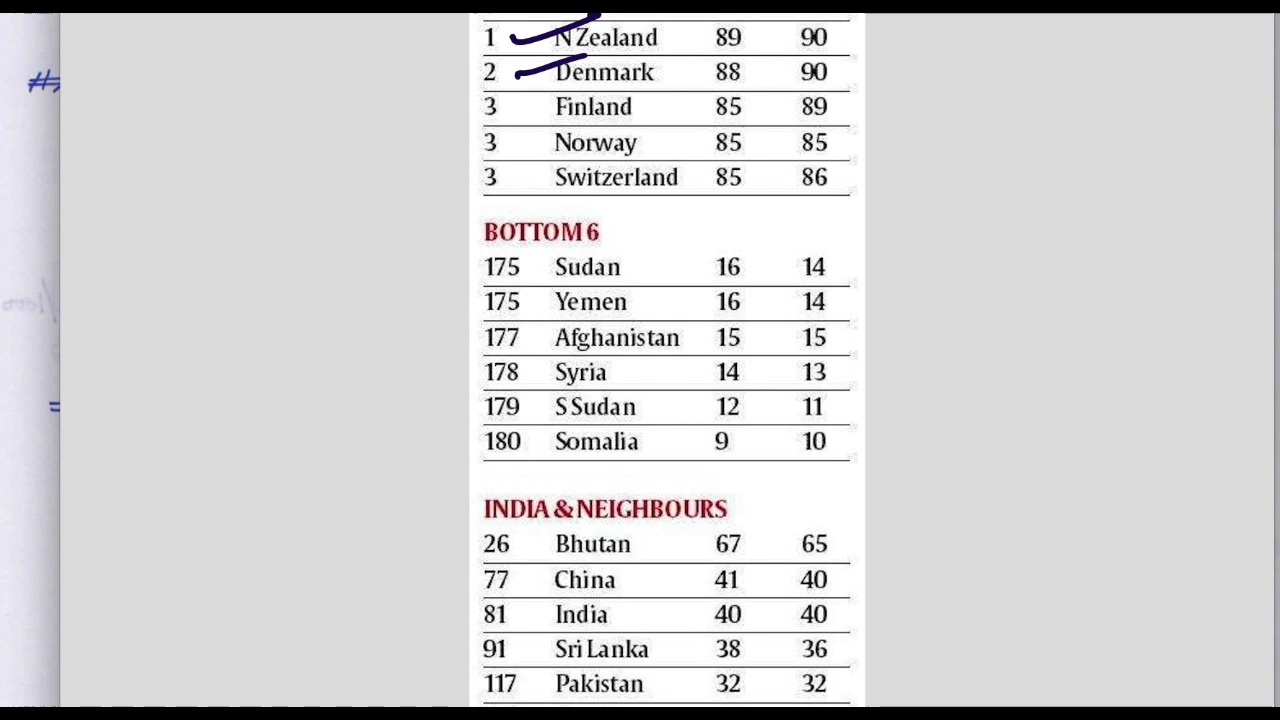 1 N Zealand 89 90
2 Denmark 88 90
3 Finland 85 89
3 Norway 85 85
3 Switzerland 85 86
BOTTOM 6
175 Sudan 16 14
175 Yemen 16 14
177 Afghanistan 15 15
178 Syria 14 13
179 S Sudan 12 11
180 Somalia 9 10
INDIA & NEIGHBOURS
26 Bhutan 67 65
77 China 41 40
81 India 40 40
91 Sri Lanka 38 36
117 Pakistan 32 32